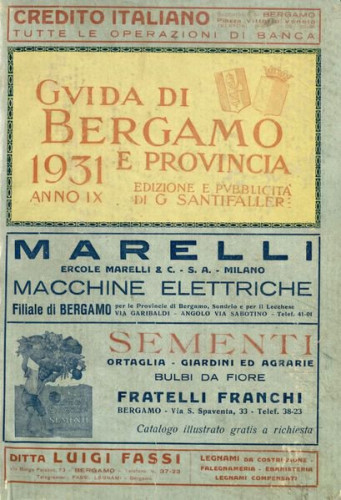 CREDITO ITALIANO BERGAMO
TUTTE LE OPERAZIONI DI BANCA
GVIDA DI
BERGAMO
1931 E PROVINCIA
ANNO IX EDIZIONE E PVBBLICITÀ
DI G SANTIFALLER
MARELLI
ERCOLE MARELLI & C. - S. A. - MILANO
MACCHINE ELETTRICHE
Filiale di BERGAMO per le Provincie di Bergamo, Sondrio e per il Lecchese
VIA GARIBALDI - ANGOLO VIA SABOTINO - Telef. 41-01
SEMENTI
ORTAGLIA - GIARDINI ED AGRARIE
BULBI DA FIORE
FRATELLI FRANCHI
BERGAMO - Via S. Spaventa, 33 - Telef. 38-23
Catalogo illustrato gratis a richiesta
SEMENTI
DITTA LUIGI FASSI
BERGAMO - 37-23
LEGNAMI DA COSTRUZIONE -
FALEGNAMERIA - EBANISTERIA
LEGNAMI COMPENSATI